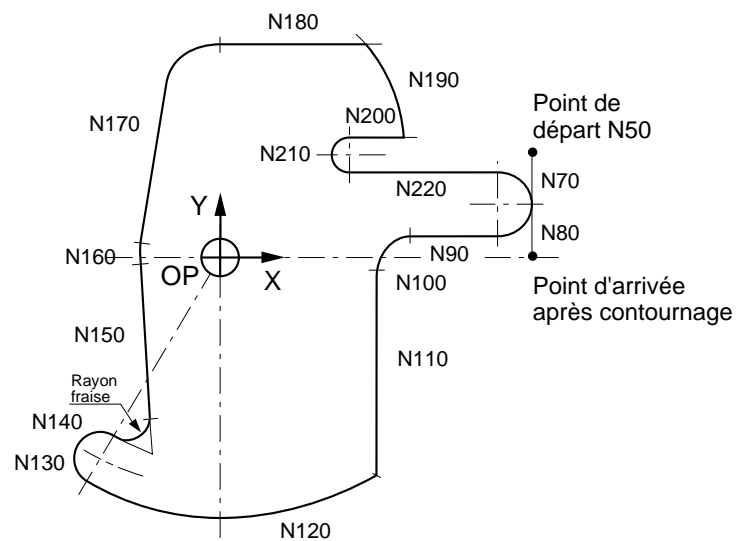 N180
N190
N200
Point de
départ N50
N170
N210
N70
N220
Y
N80
N160
OP
X
N90
N100
Point d'arrivée
après contournage
N150
N110
Rayon
fraise
N140
N130
N120